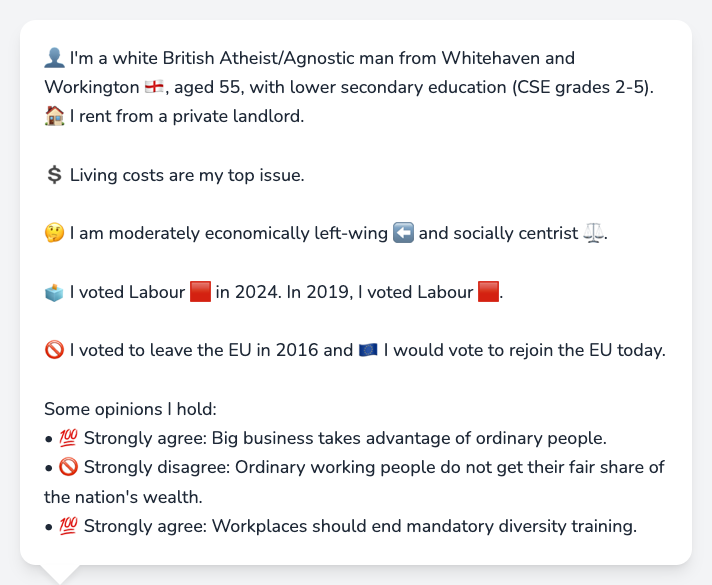 👤 I'm a white British Atheist/Agnostic man from Whitehaven and
Workington 🏴󠁧󠁢󠁥󠁮󠁧󠁿, aged 55, with lower secondary education (CSE grades 2-5).
🏠 I rent from a private landlord.
💲 Living costs are my top issue.
🤔 I am moderately economically left-wing ⬅️ and socially centrist ⚖️.
🗳️ I voted Labour 🟥 in 2024. In 2019, I voted Labour 🟥.
🚫 I voted to leave the EU in 2016 and 🇪🇺 I would vote to rejoin the EU today.
Some opinions I hold:
• 💯 Strongly agree: Big business takes advantage of ordinary people.
• 🚫 Strongly disagree: Ordinary working people do not get their fair share of
the nation's wealth.
• 💯 Strongly agree: Workplaces should end mandatory diversity training.